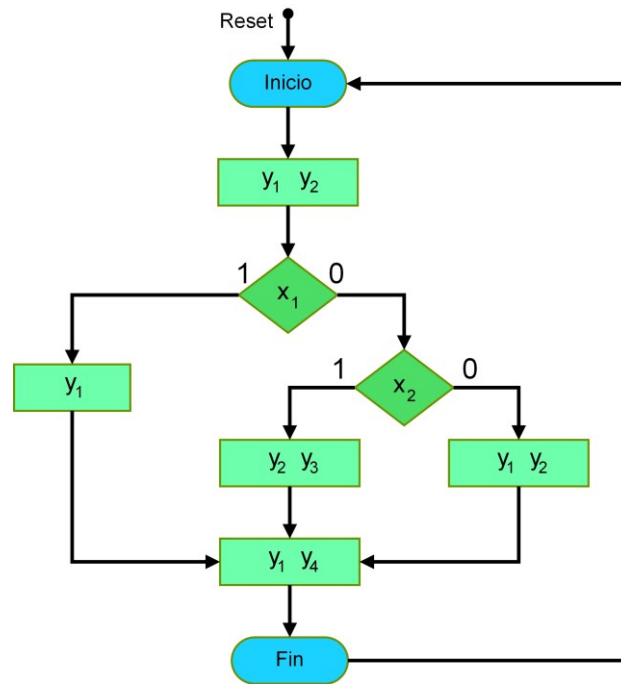 Reset
Inicio
y₁ y₂
1 0
x₁
1 0
y₁
x₂
y₂ y₃
y₁ y₂
y₁ y₄
Fin